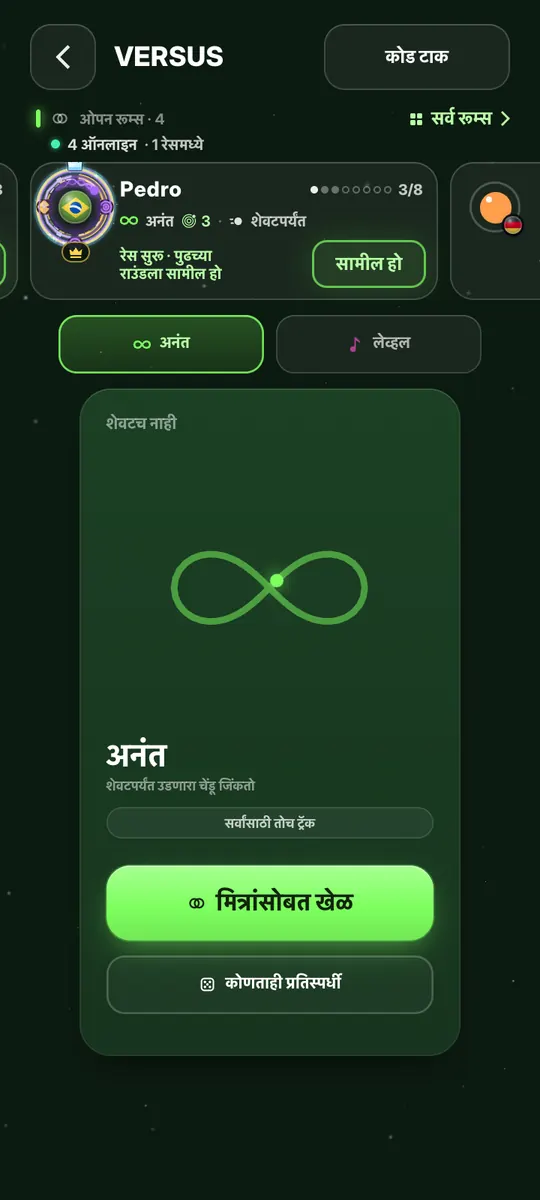 VERSUS
कोड टाक
ओपन रूम्स · 4
सर्व रूम्स
4 ऑनलाइन · 1 रेसमध्ये
Pedro
3/8
अनंत 3 · शेवटपर्यंत
रेस सुरू · पुढच्या
राउंडला सामील हो
सामील हो
अनंत
लेव्हल
शेवटच नाही
अनंत
शेवटपर्यंत उडणारा चेंडू जिंकतो
सर्वांसाठी तोच ट्रॅक
मित्रांसोबत खेळ
कोणताही प्रतिस्पर्धी